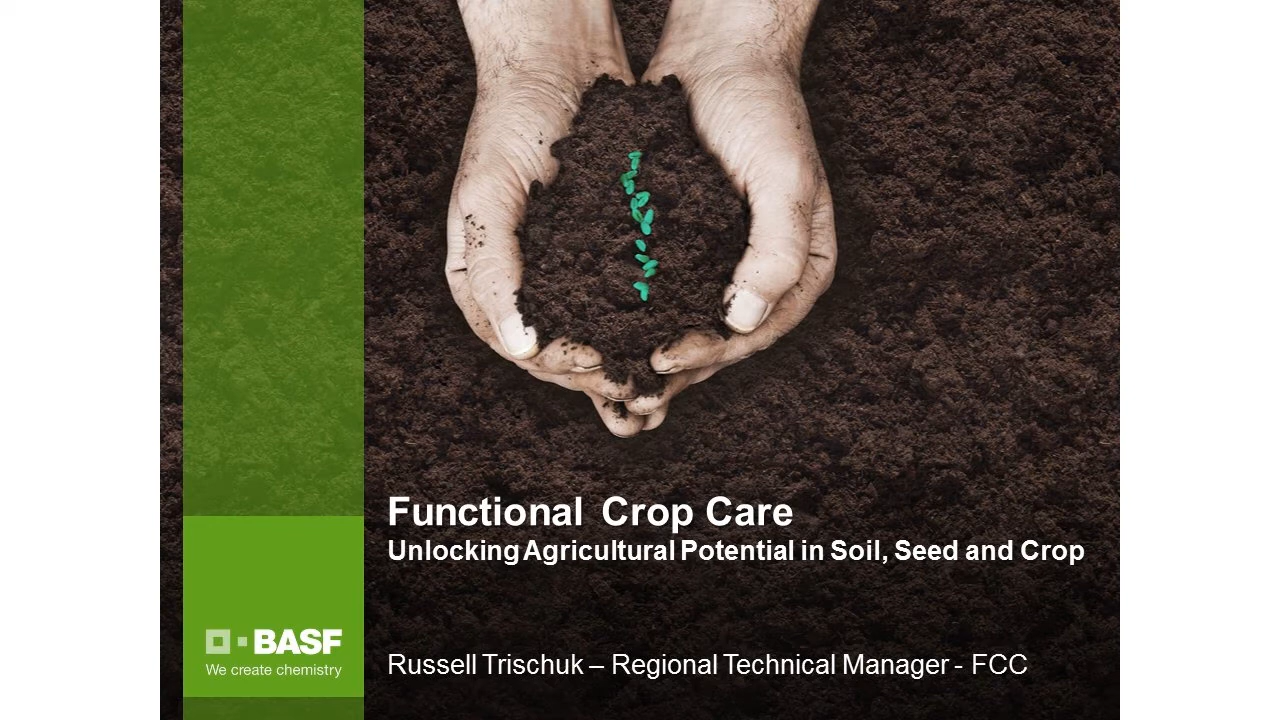 Functional Crop Care
Unlocking Agricultural Potential in Soil, Seed and Crop
BASF
We create chemistry
Russell Trischuk – Regional Technical Manager - FCC